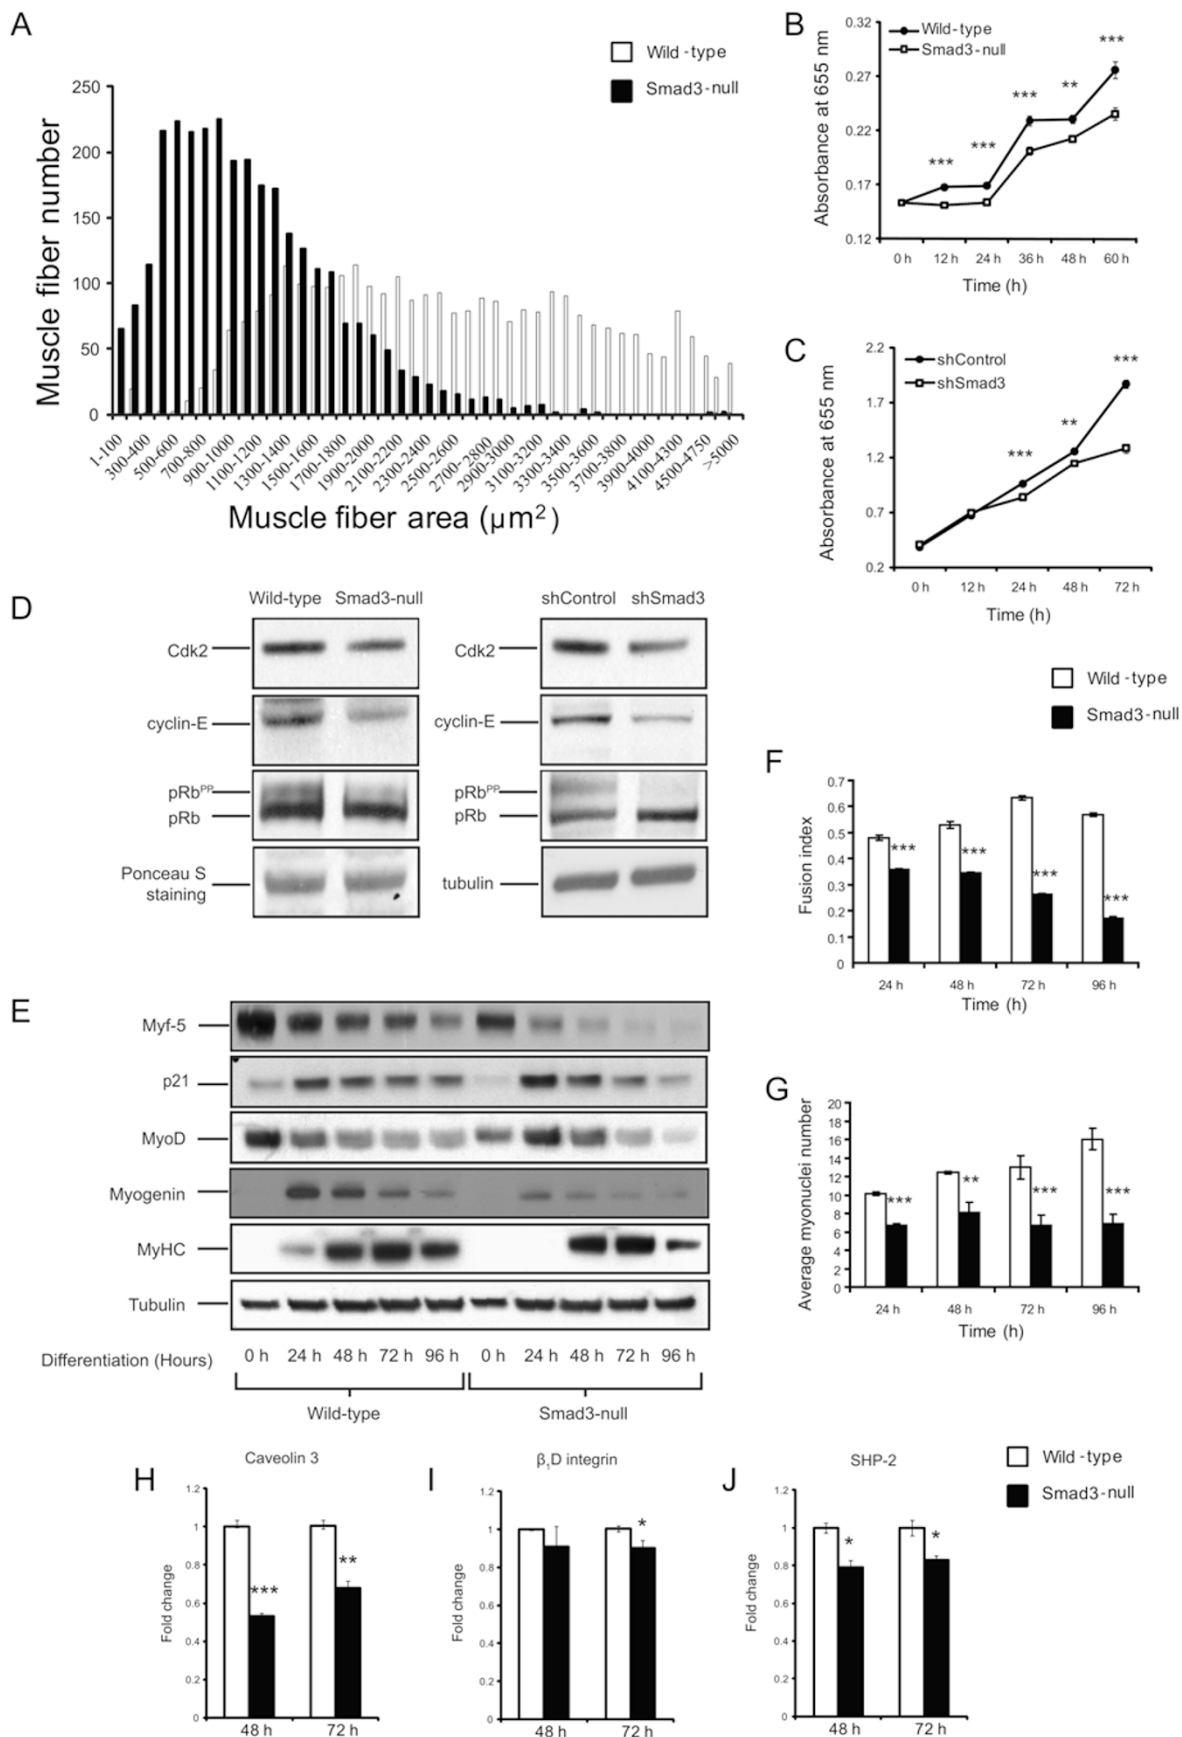 A
Wild-type
Smad3-null
Muscle fiber number
250
200
150
100
50
0
1-100
300-400
500-600
700-800
900-1000
1100-1200
1300-1400
1500-1600
1700-1800
1900-2000
2100-2200
2300-2400
2500-2600
2700-2800
2900-3000
3100-3200
3300-3400
3500-3600
3700-3800
3900-4000
4100-4300
4500-4750
>5000
Muscle fiber area (µm²)
B
Wild-type
Smad3-null
Absorbance at 655 nm
0.32
0.27
0.22
0.17
0.12
***
***
***
**
***
0 h 12 h 24 h 36 h 48 h 60 h
Time (h)
C
shControl
shSmad3
Absorbance at 655 nm
2.2
1.7
1.2
0.7
0.2
***
**
***
0 h 12 h 24 h 48 h 72 h
Time (h)
D
Wild-type Smad3-null
Cdk2
cyclin-E
pRbPP
pRb
Ponceau S
staining
shControl shSmad3
Cdk2
cyclin-E
pRbPP
pRb
tubulin
E
Myf-5
p21
MyoD
Myogenin
MyHC
Tubulin
Differentiation (Hours) 0 h 24 h 48 h 72 h 96 h 0 h 24 h 48 h 72 h 96 h
Wild-type Smad3-null
Wild-type
Smad3-null
F
Fusion index
0.7
0.6
0.5
0.4
0.3
0.2
0.1
0
***
***
***
***
24 h 48 h 72 h 96 h
Time (h)
G
Average myonuclei number
20
18
16
14
12
10
8
6
4
2
0
***
**
***
***
24 h 48 h 72 h 96 h
Time (h)
H
Caveolin 3
Fold change
1.2
1
0.8
0.6
0.4
0.2
0
***
**
48 h 72 h
I
β₁D integrin
Fold change
1.2
1
0.8
0.6
0.4
0.2
0
*
48 h 72 h
J
SHP-2
Fold change
1.2
1
0.8
0.6
0.4
0.2
0
*
*
48 h 72 h
Wild-type
Smad3-null